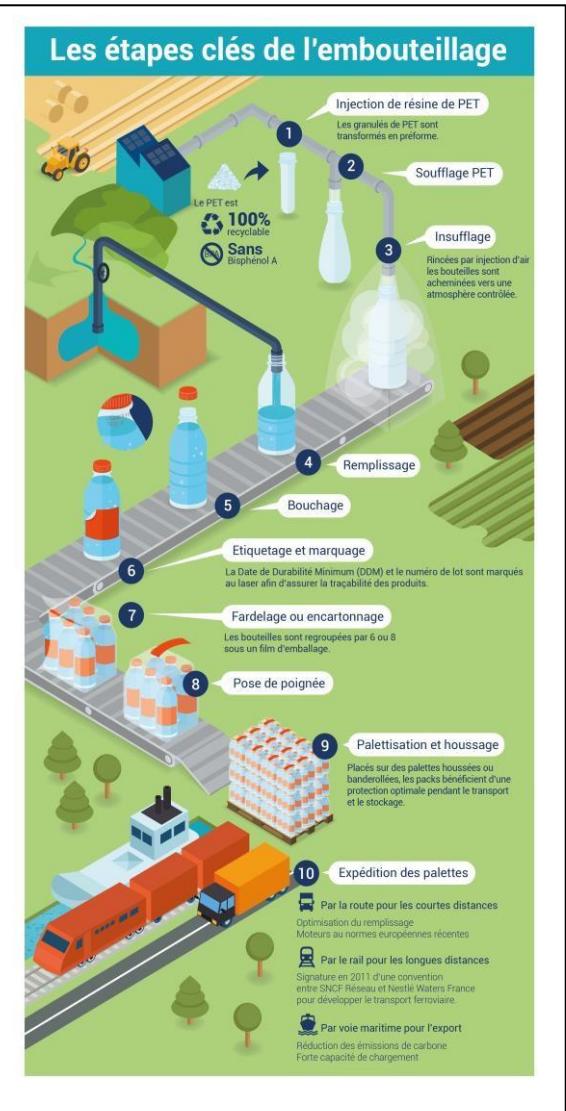 Les étapes clés de l'embouteillage
1
Injection de résine de PET
Les granulés de PET sont
transformés en préforme.
2
Soufflage PET
Le PET est
100%
recyclable
BPA
Sans
Bisphénol A
3
Insufflage
Rincées par injection d'air
les bouteilles sont
acheminées vers une
atmosphère contrôlée.
4
Remplissage
5
Bouchage
6
Etiquetage et marquage
La Date de Durabilité Minimum (DDM) et le numéro de lot sont marqués
au laser afin d'assurer la traçabilité des produits.
7
Fardelage ou encartonnage
Les bouteilles sont regroupées par 6 ou 8
sous un film d'emballage.
8
Pose de poignée
9
Palettisation et houssage
Placés sur des palettes houssées ou
banderollées, les packs bénéficient d'une
protection optimale pendant le transport
et le stockage.
10
Expédition des palettes
Par la route pour les courtes distances
Optimisation du remplissage
Moteurs au normes européennes récentes
Par le rail pour les longues distances
Signature en 2011 d'une convention
entre SNCF Réseau et Nestlé Waters France
pour développer le transport ferroviaire.
Par voie maritime pour l'export
Réduction des émissions de carbone
Forte capacité de chargement